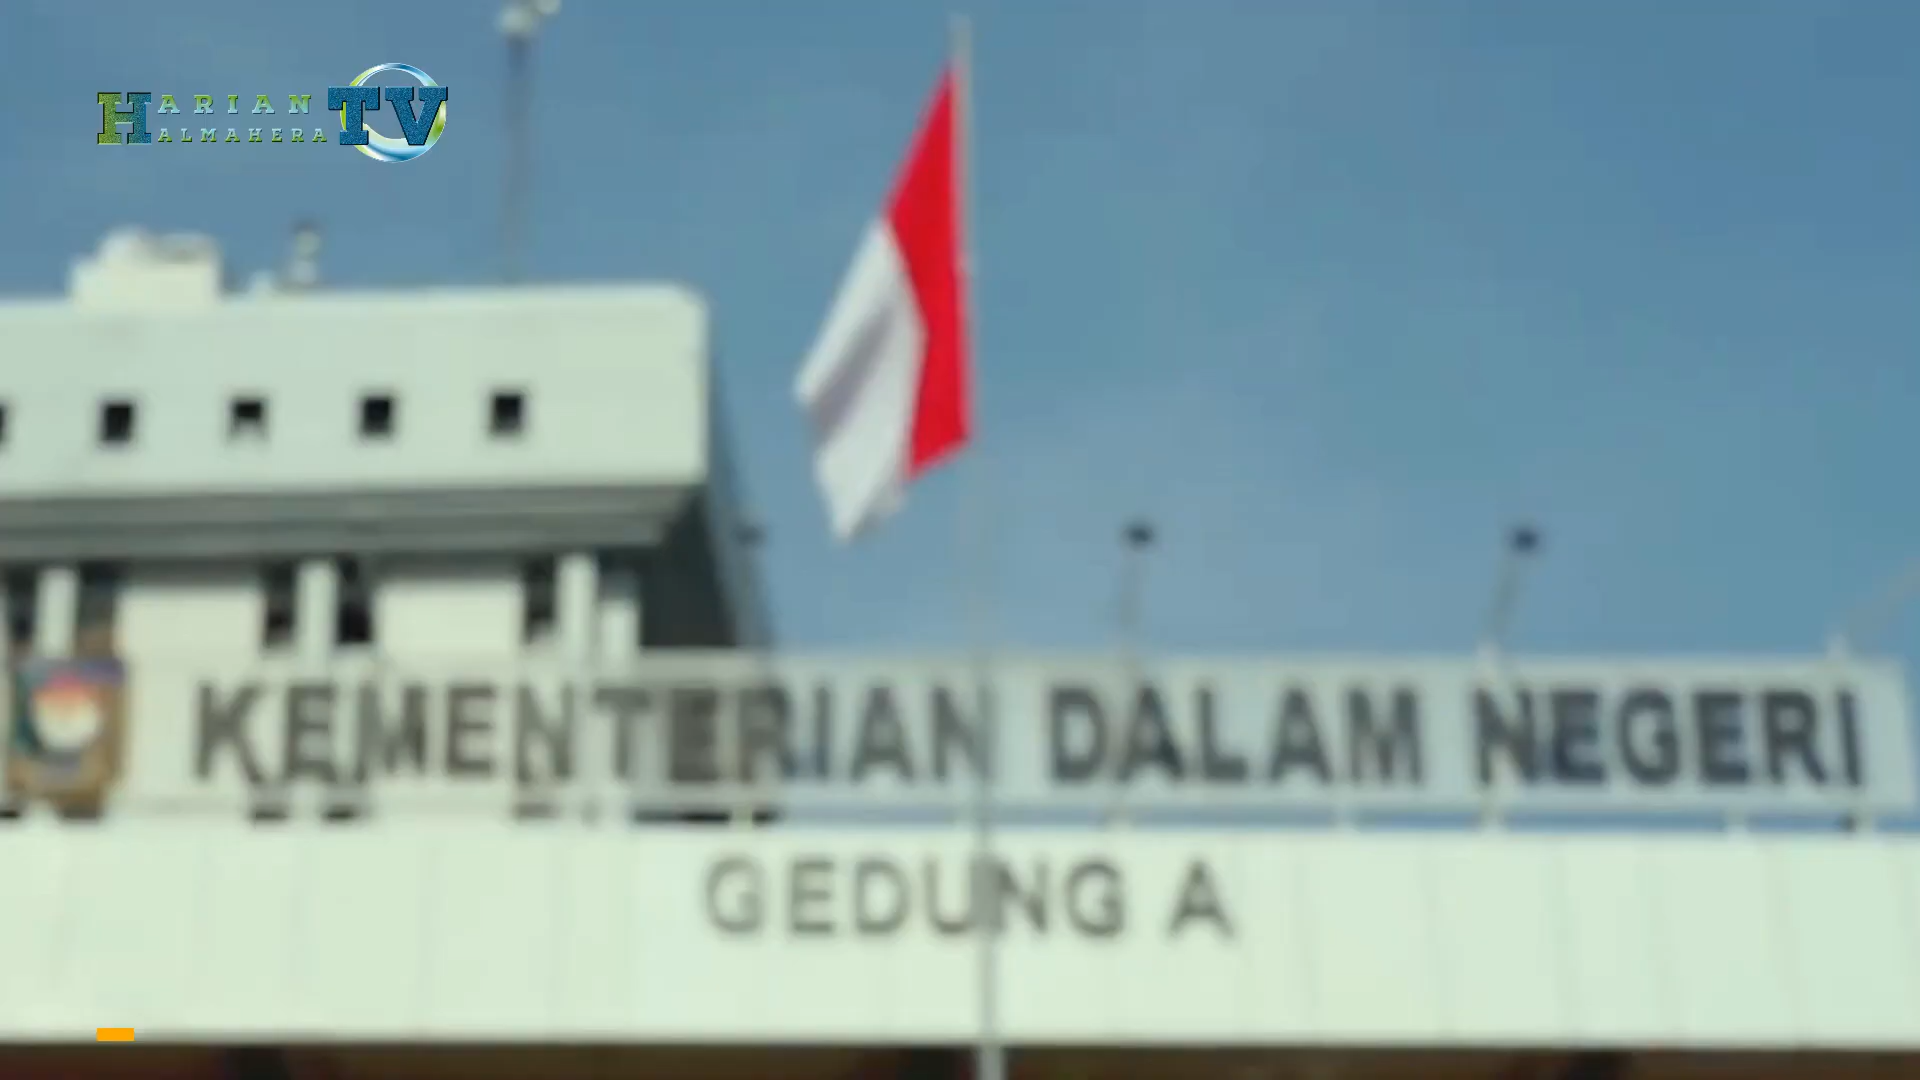 HARIAN
HALMAHERA
TV
KEMENTERIAN DALAM NEGERI
GEDUNG A